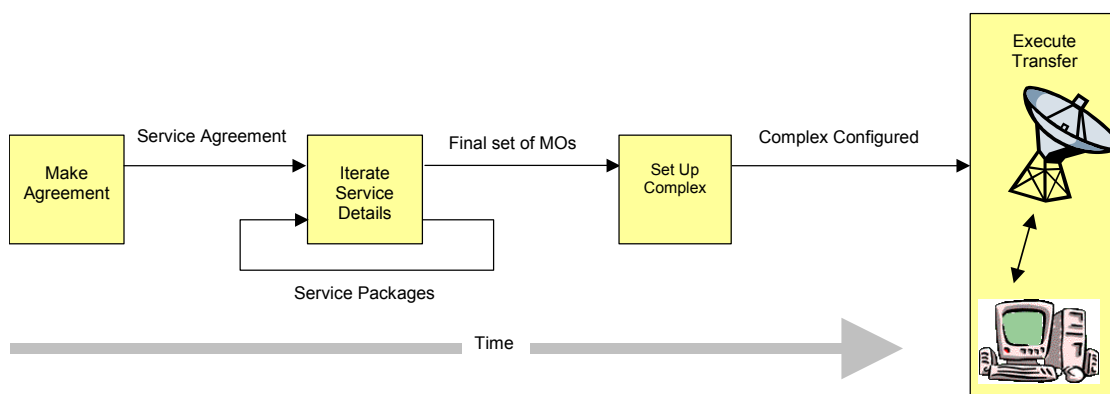 Execute
Transfer
Service Agreement
Final set of MOs
Complex Configured
Make
Agreement
Iterate
Service
Details
Set Up
Complex
Service Packages
Time